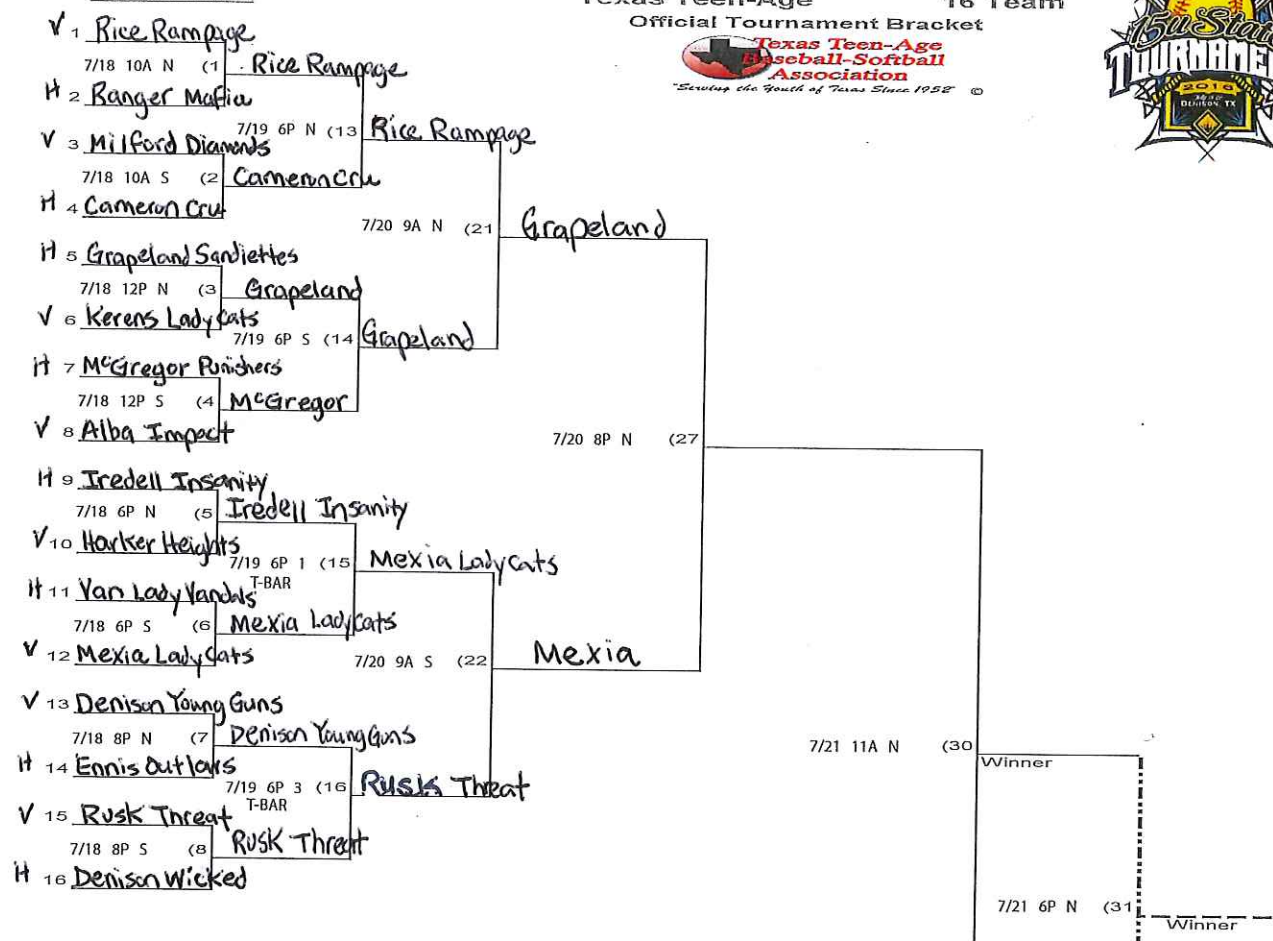 Texas Teen-Age 16 Team
Official Tournament Bracket
Texas Teen-Age
Baseball-Softball
Association
"Serving the Youth of Texas Since 1952" ©
15u State
TOURNAMEN
2018
DENISON, TX
V 1 Rice Rampage
7/18 10A N (1 Rice Rampage
H 2 Ranger Mafia
7/19 6P N (13 Rice Rampage
V 3 Milford Diamonds
7/18 10A S (2 Cameron Cru
H 4 Cameron Cru
7/20 9A N (21 Grapeland
H 5 Grapeland Sandiettes
7/18 12P N (3 Grapeland
V 6 Kerens Lady Cats
7/19 6P S (14 Grapeland
H 7 McGregor Punishers
7/18 12P S (4 McGregor
V 8 Alba Impact
7/20 8P N (27
H 9 Iredell Insanity
7/18 6P N (5 Iredell Insanity
V 10 Harker Heights
7/19 6P 1 (15 Mexia Lady Cats
T-BAR
H 11 Van Lady Vandals
7/18 6P S (6 Mexia Lady Cats
V 12 Mexia Lady Cats
7/20 9A S (22 Mexia
V 13 Denison Young Guns
7/18 8P N (7 Denison Young Guns
H 14 Ennis Outlaws
7/19 6P 3 (16 Rusk Threat
T-BAR
V 15 Rusk Threat
7/18 8P S (8 Rusk Threat
H 16 Denison Wicked
7/21 11A N (30
Winner
7/21 6P N (31
Winner